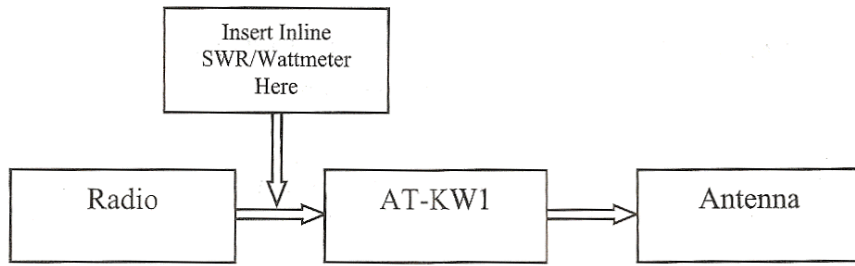 Insert Inline
SWR/Wattmeter
Here
Radio
AT-KW1
Antenna